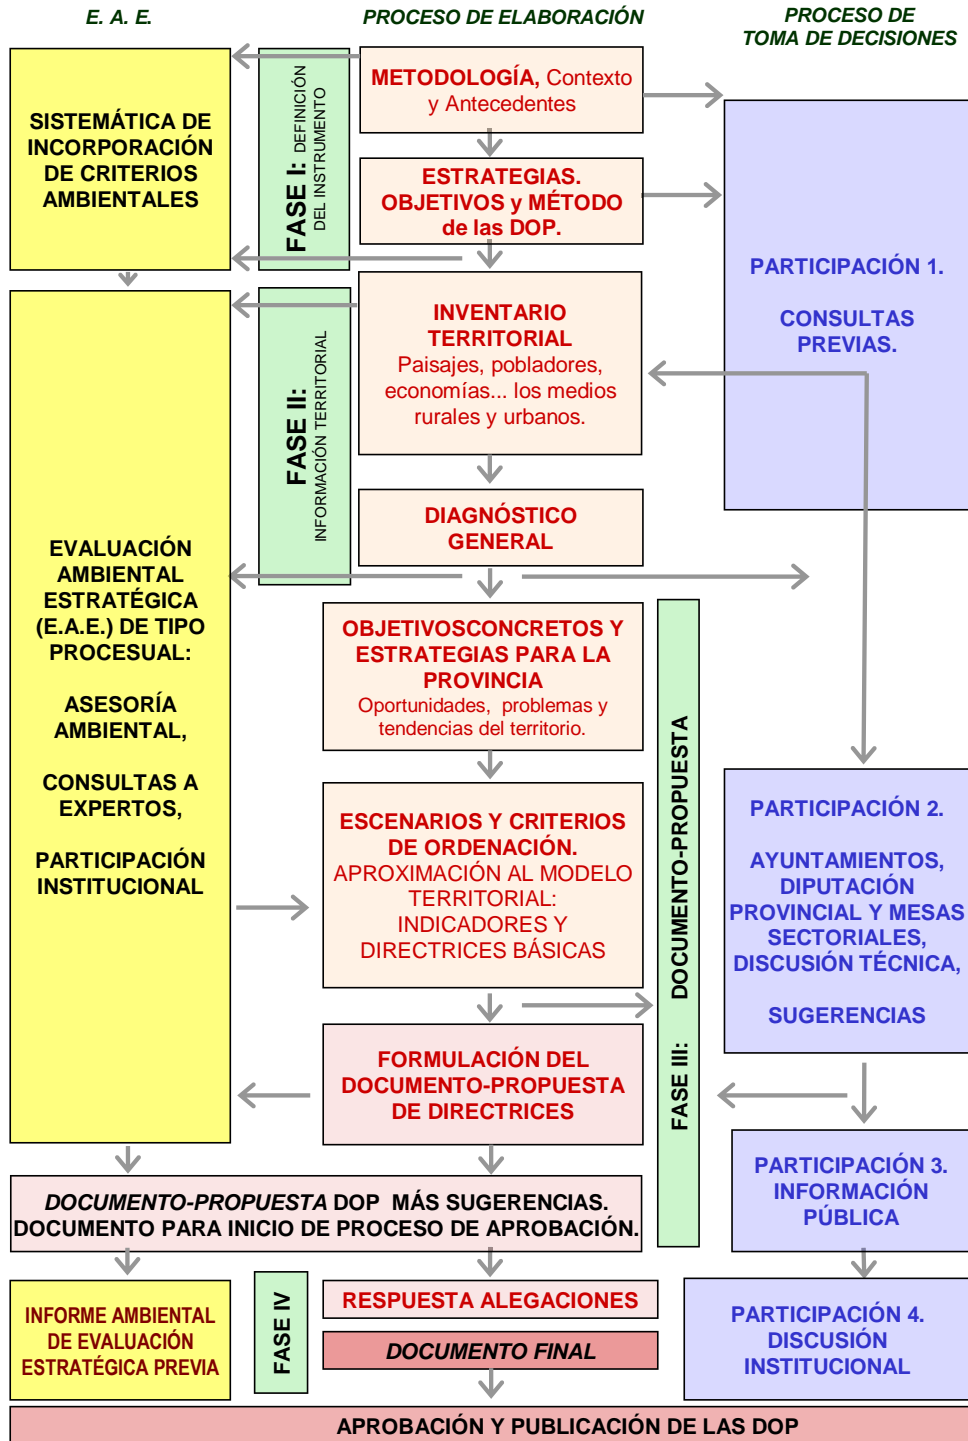 E. A. E.
PROCESO DE ELABORACIÓN
PROCESO DE
TOMA DE DECISIONES
SISTEMÁTICA DE
INCORPORACIÓN
DE CRITERIOS
AMBIENTALES
FASE I: DEFINICIÓN
DEL INSTRUMENTO
METODOLOGÍA, Contexto
y Antecedentes
ESTRATEGIAS.
OBJETIVOS y MÉTODO
de las DOP.
PARTICIPACIÓN 1.
CONSULTAS
PREVIAS.
FASE II:
INFORMACIÓN TERRITORIAL
INVENTARIO
TERRITORIAL
Paisajes, pobladores,
economías... los medios
rurales y urbanos.
DIAGNÓSTICO
GENERAL
EVALUACIÓN
AMBIENTAL
ESTRATÉGICA
(E.A.E.) DE TIPO
PROCESUAL:
ASESORÍA
AMBIENTAL,
CONSULTAS A
EXPERTOS,
PARTICIPACIÓN
INSTITUCIONAL
OBJETIVOSCONCRETOS Y
ESTRATEGIAS PARA LA
PROVINCIA
Oportunidades, problemas y
tendencias del territorio.
ESCENARIOS Y CRITERIOS
DE ORDENACIÓN.
APROXIMACIÓN AL MODELO
TERRITORIAL:
INDICADORES Y
DIRECTRICES BÁSICAS
FORMULACIÓN DEL
DOCUMENTO-PROPUESTA
DE DIRECTRICES
FASE III: DOCUMENTO-PROPUESTA
PARTICIPACIÓN 2.
AYUNTAMIENTOS,
DIPUTACIÓN
PROVINCIAL Y MESAS
SECTORIALES,
DISCUSIÓN TÉCNICA,
SUGERENCIAS
PARTICIPACIÓN 3.
INFORMACIÓN
PÚBLICA
DOCUMENTO-PROPUESTA DOP MÁS SUGERENCIAS.
DOCUMENTO PARA INICIO DE PROCESO DE APROBACIÓN.
INFORME AMBIENTAL
DE EVALUACIÓN
ESTRATÉGICA PREVIA
FASE IV
RESPUESTA ALEGACIONES
DOCUMENTO FINAL
PARTICIPACIÓN 4.
DISCUSIÓN
INSTITUCIONAL
APROBACIÓN Y PUBLICACIÓN DE LAS DOP